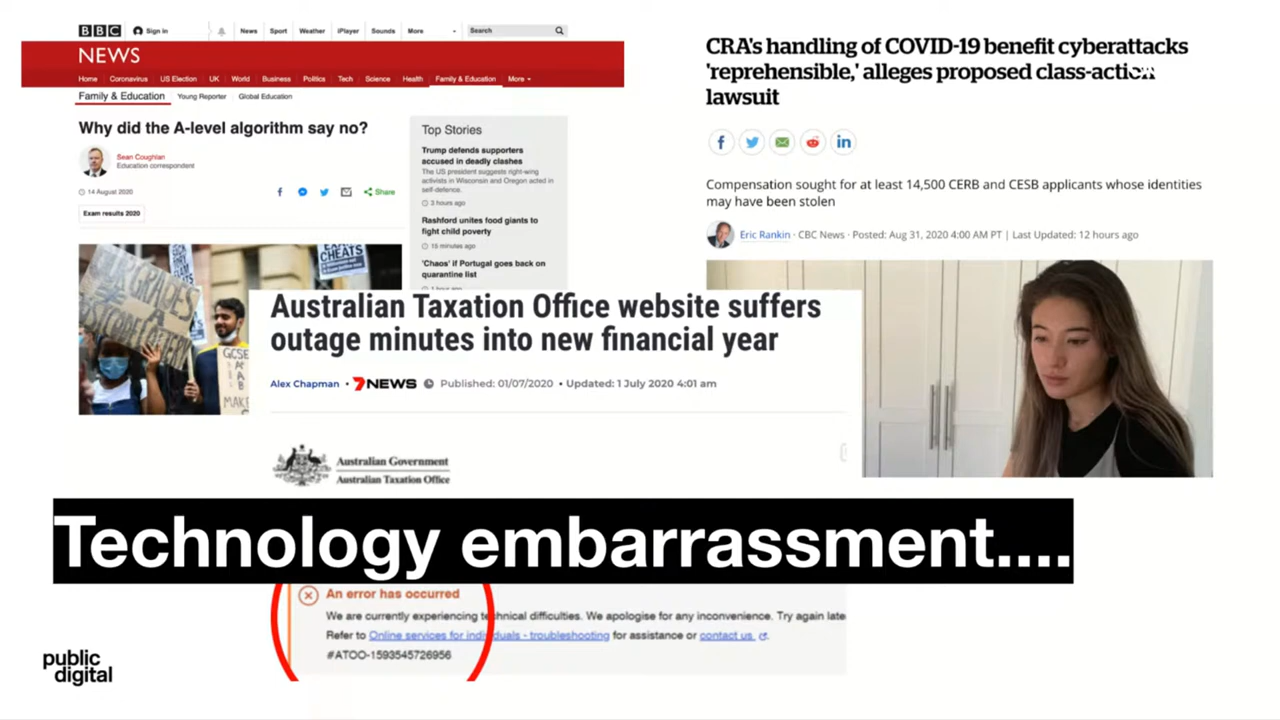 BBC Sign in News Sport Weather iPlayer Sounds More Search
NEWS
Home Coronavirus US Election UK World Business Politics Tech Science Health Family & Education More
Family & Education Young Reporter Global Education
Why did the A-level algorithm say no?
Sean Coughlan
Education correspondent
14 August 2020
Share
Exam results 2020
Top Stories
Trump defends supporters
accused in deadly clashes
The US president suggests right-wing
activists in Wisconsin and Oregon acted in
self-defence.
3 hours ago
Rashford unites food giants to
fight child poverty
15 minutes ago
'Chaos' if Portugal goes back on
quarantine list
1 hour ago
CHEATS
GRADES
GCSE
MAKE
CRA's handling of COVID-19 benefit cyberattacks
'reprehensible,' alleges proposed class-action
lawsuit
Compensation sought for at least 14,500 CERB and CESB applicants whose identities
may have been stolen
Eric Rankin · CBC News · Posted: Aug 31, 2020 4:00 AM PT | Last Updated: 12 hours ago
Australian Taxation Office website suffers
outage minutes into new financial year
Alex Chapman • 7NEWS Published: 01/07/2020 • Updated: 1 July 2020 4:01 am
Australian Government
Australian Taxation Office
Technology embarrassment....
An error has occurred
We are currently experiencing technical difficulties. We apologise for any inconvenience. Try again late
Refer to Online services for individuals - troubleshooting for assistance or contact us.
#ATOO-1593545726956
public
digital